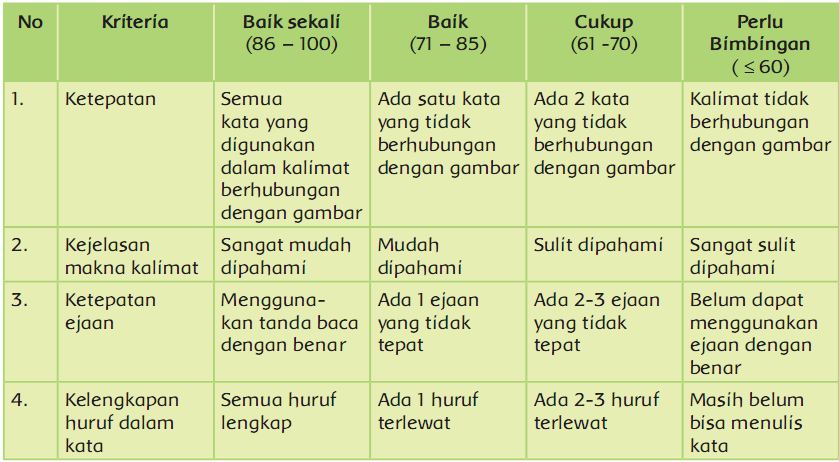 No
Kriteria
Baik sekali
(86 – 100)
Baik
(71 – 85)
Cukup
(61 -70)
Perlu
Bimbingan
( ≤ 60)
1.
Ketepatan
Semua
kata yang
digunakan
dalam kalimat
berhubungan
dengan gambar
Ada satu kata
yang tidak
berhubungan
dengan gambar
Ada 2 kata
yang tidak
berhubungan
dengan gambar
Kalimat tidak
berhubungan
dengan gambar
2.
Kejelasan
makna kalimat
Sangat mudah
dipahami
Mudah
dipahami
Sulit dipahami
Sangat sulit
dipahami
3.
Ketepatan
ejaan
Mengguna-
kan tanda baca
dengan benar
Ada 1 ejaan
yang tidak
tepat
Ada 2-3 ejaan
yang tidak
tepat
Belum dapat
menggunakan
ejaan dengan
benar
4.
Kelengkapan
huruf dalam
kata
Semua huruf
lengkap
Ada 1 huruf
terlewat
Ada 2-3 huruf
terlewat
Masih belum
bisa menulis
kata